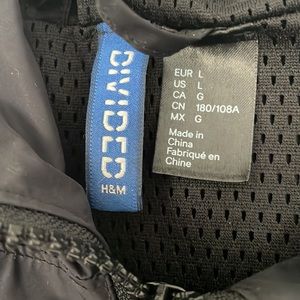 DIVIDED
H&M
EUR L
US L
CA G
CN 180/108A
MX G
Made in
China
Fabriqué en
Chine